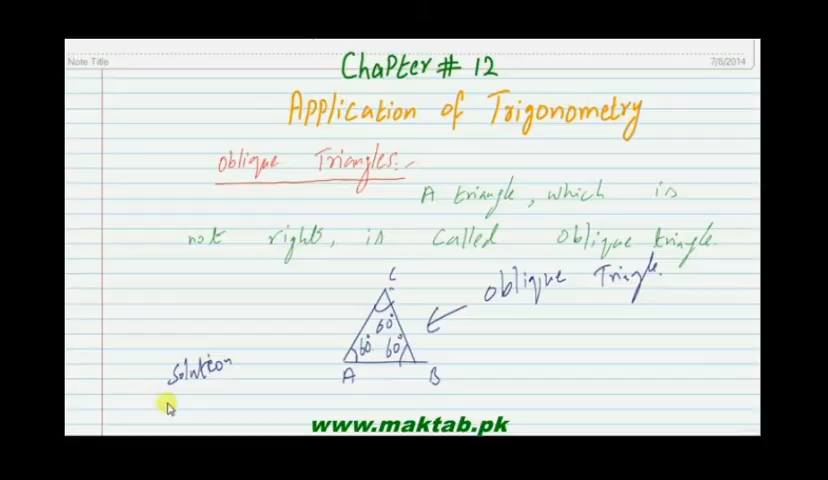 Note Title
7/6/2014
Chapter # 12
Application of Trigonometry
Oblique Triangles:-
A triangle, which is
not right, is called oblique triangle.
C
Oblique Triangle.
60°
60° 60°
Solution
A B
www.maktab.pk